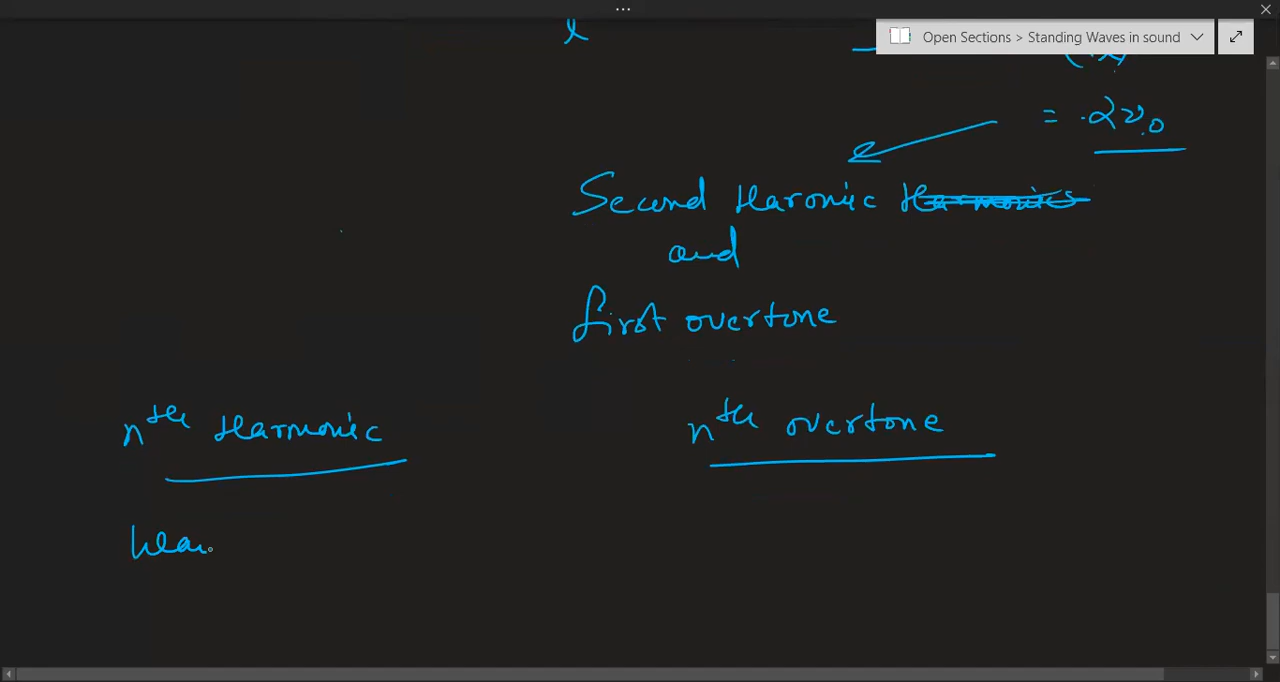 Open Sections > Standing Waves in sound
l
= 2ν₀
Second Haronic
and
first overtone
nth Harmonic
nth overtone